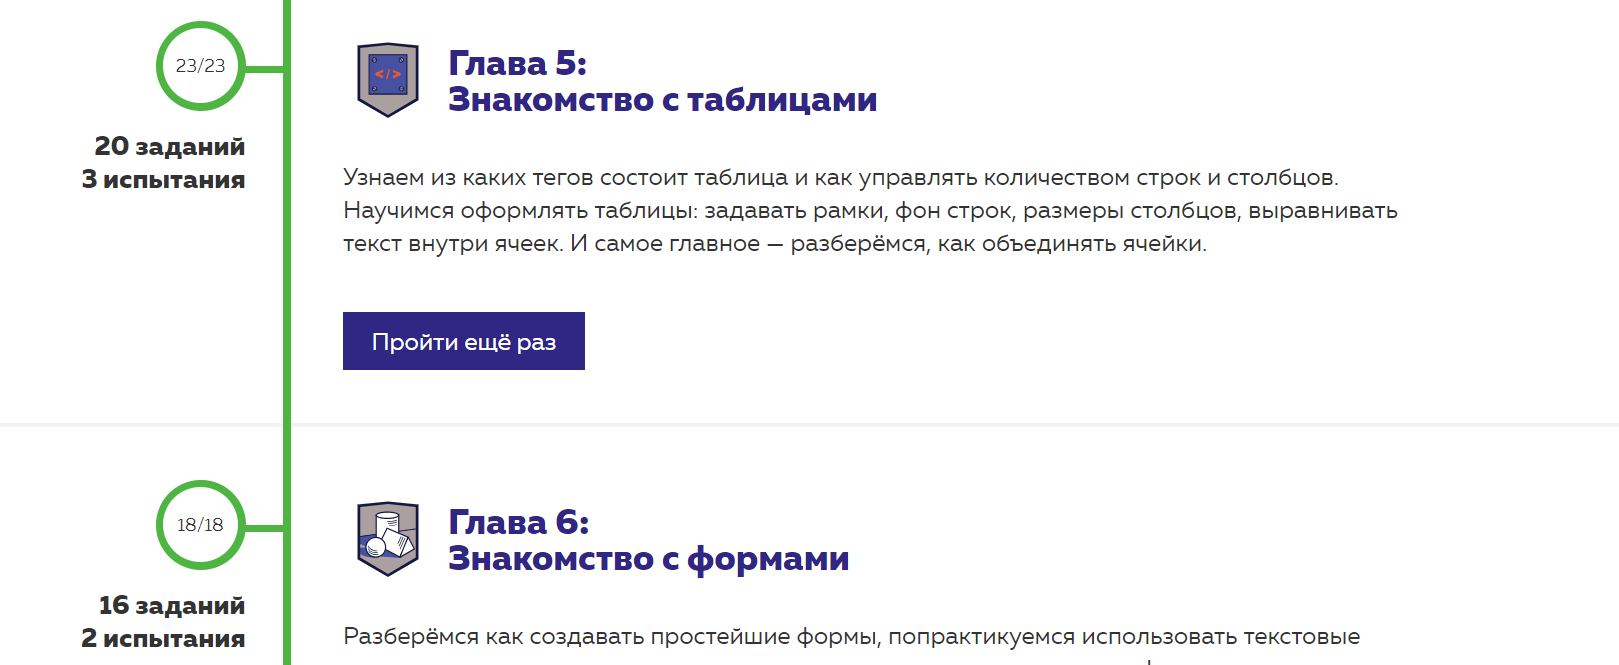 23/23
20 заданий
3 испытания
</>
Глава 5:
Знакомство с таблицами
Узнаем из каких тегов состоит таблица и как управлять количеством строк и столбцов.
Научимся оформлять таблицы: задавать рамки, фон строк, размеры столбцов, выравнивать
текст внутри ячеек. И самое главное — разберёмся, как объединять ячейки.
Пройти ещё раз
18/18
16 заданий
2 испытания
Глава 6:
Знакомство с формами
Разберёмся как создавать простейшие формы, попрактикуемся использовать текстовые